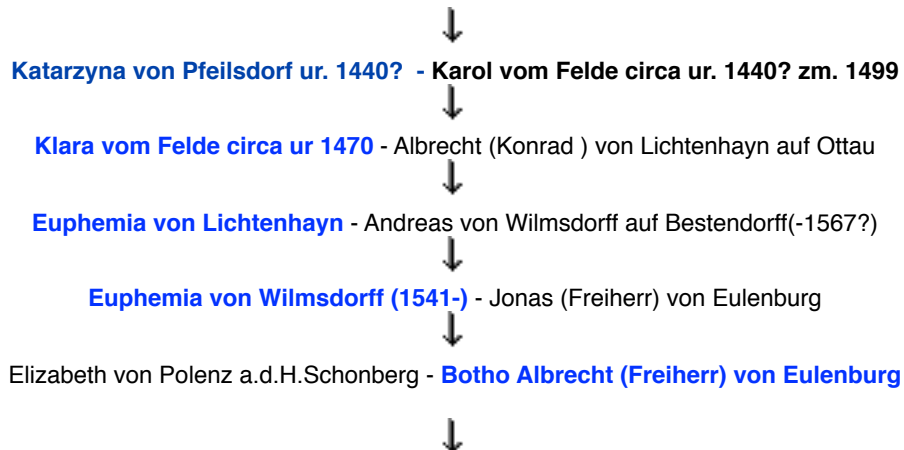 Katarzyna von Pfeilsdorf ur. 1440? - Karol vom Felde circa ur. 1440? zm. 1499
Klara vom Felde circa ur 1470 - Albrecht (Konrad ) von Lichtenhayn auf Ottau
Euphemia von Lichtenhayn - Andreas von Wilmsdorff auf Bestendorff(-1567?)
Euphemia von Wilmsdorff (1541-) - Jonas (Freiherr) von Eulenburg
Elizabeth von Polenz a.d.H.Schonberg - Botho Albrecht (Freiherr) von Eulenburg